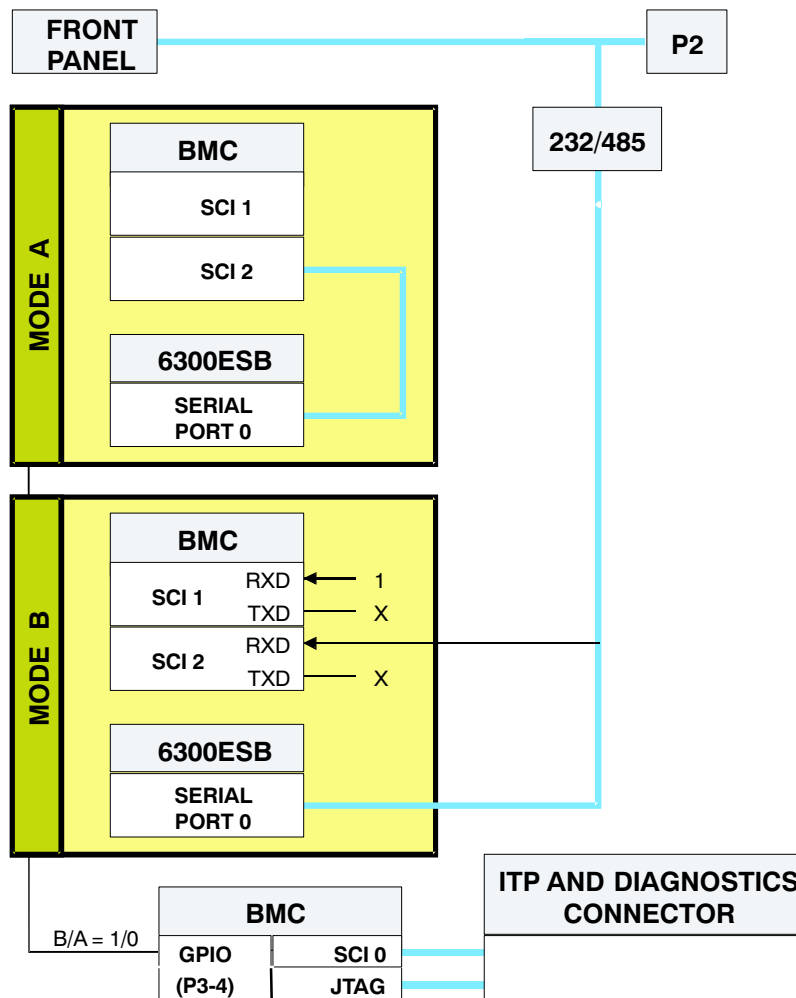 FRONT
PANEL
P2
232/485
MODE A
BMC
SCI 1
SCI 2
6300ESB
SERIAL
PORT 0
MODE B
BMC
SCI 1
RXD
1
TXD
X
SCI 2
RXD
TXD
X
6300ESB
SERIAL
PORT 0
B/A = 1/0
BMC
GPIO
(P3-4)
SCI 0
JTAG
ITP AND DIAGNOSTICS
CONNECTOR